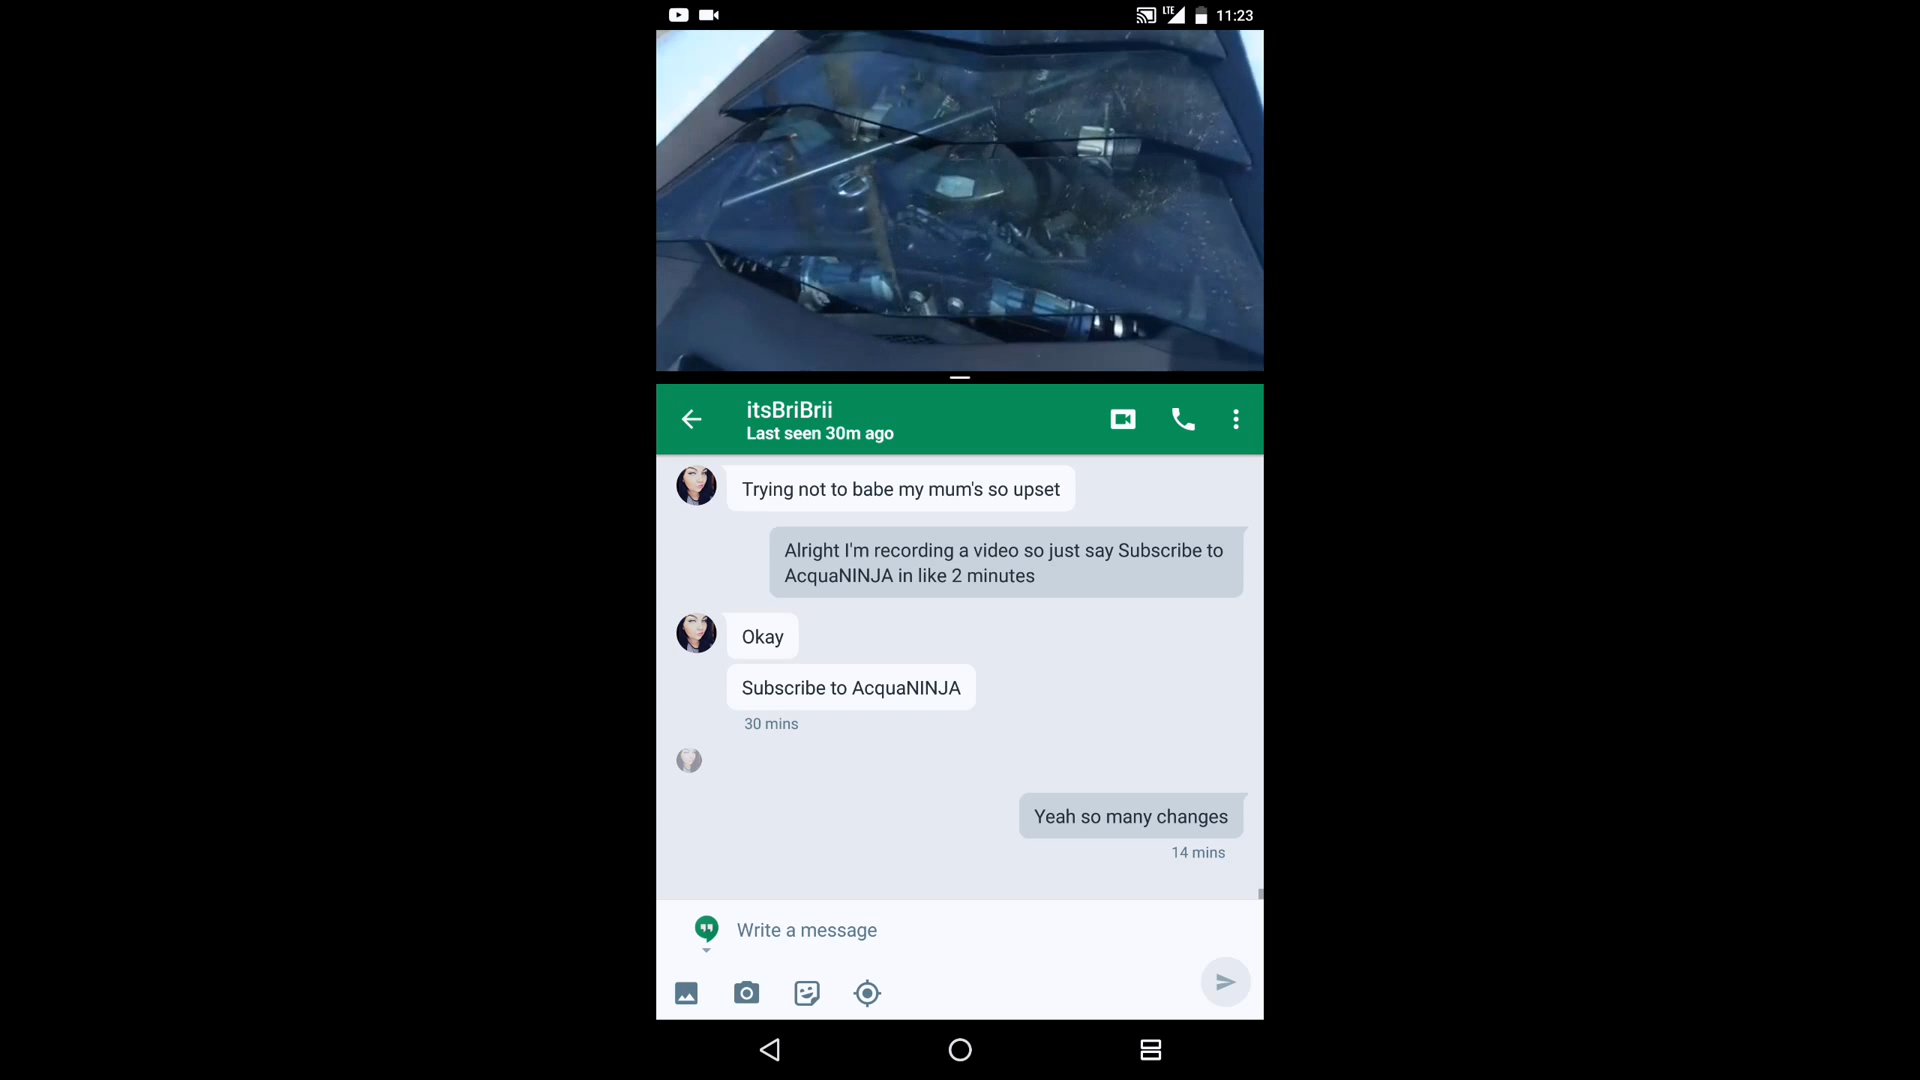 LTE 11:23
itsBriBrii
Last seen 30m ago
Trying not to babe my mum's so upset
Alright I'm recording a video so just say Subscribe to
AcquaNINJA in like 2 minutes
Okay
Subscribe to AcquaNINJA
30 mins
Yeah so many changes
14 mins
Write a message